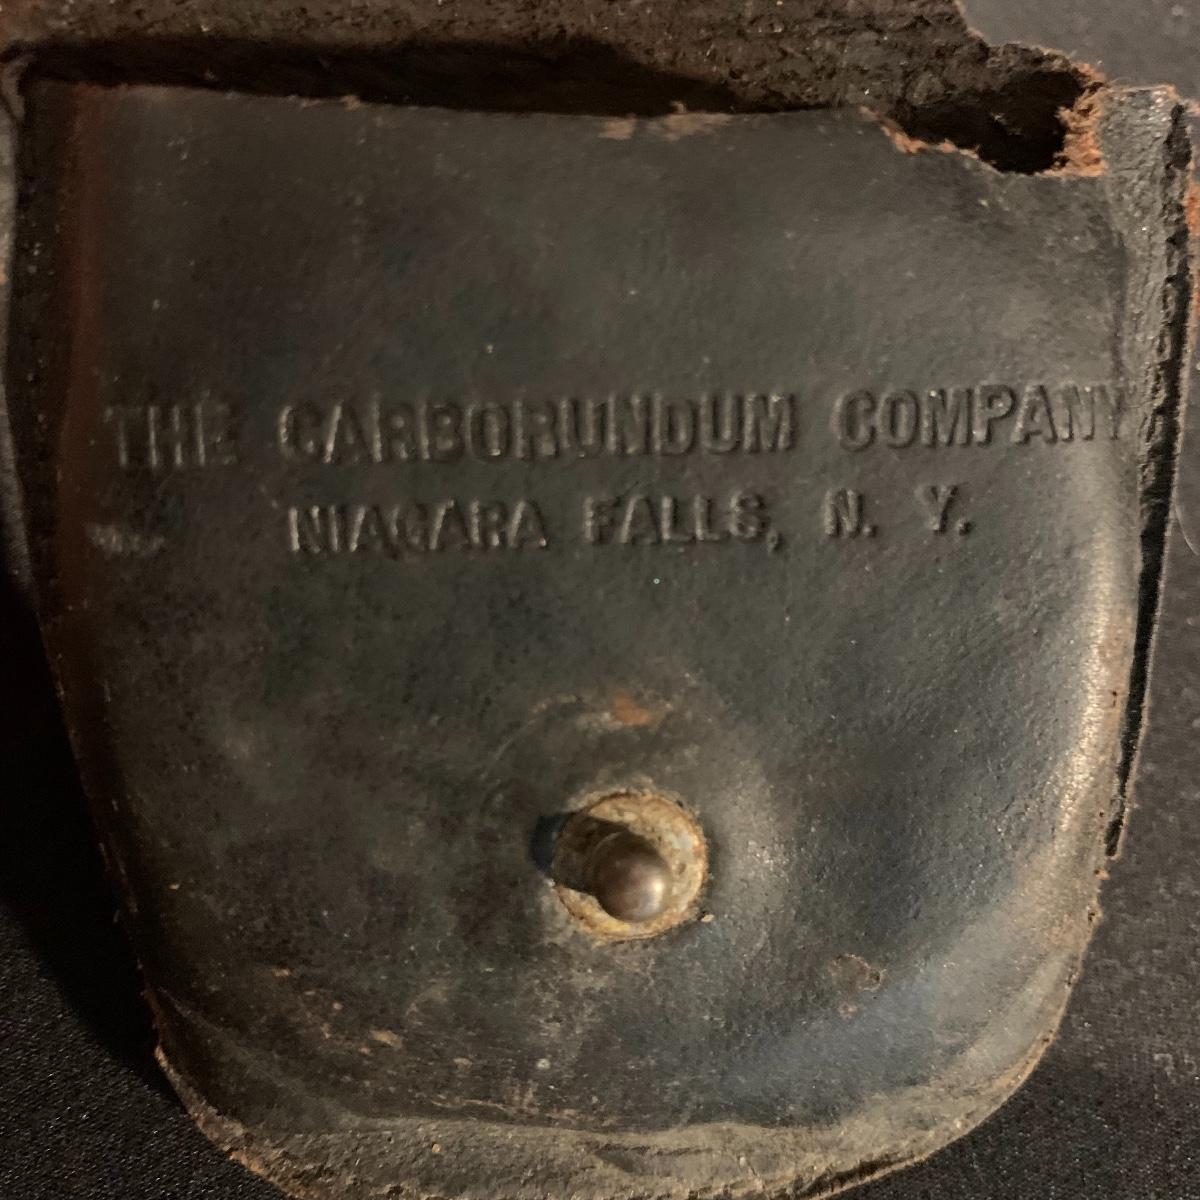 THE CARBORUNDUM COMPANY
NIAGARA FALLS, N. Y.